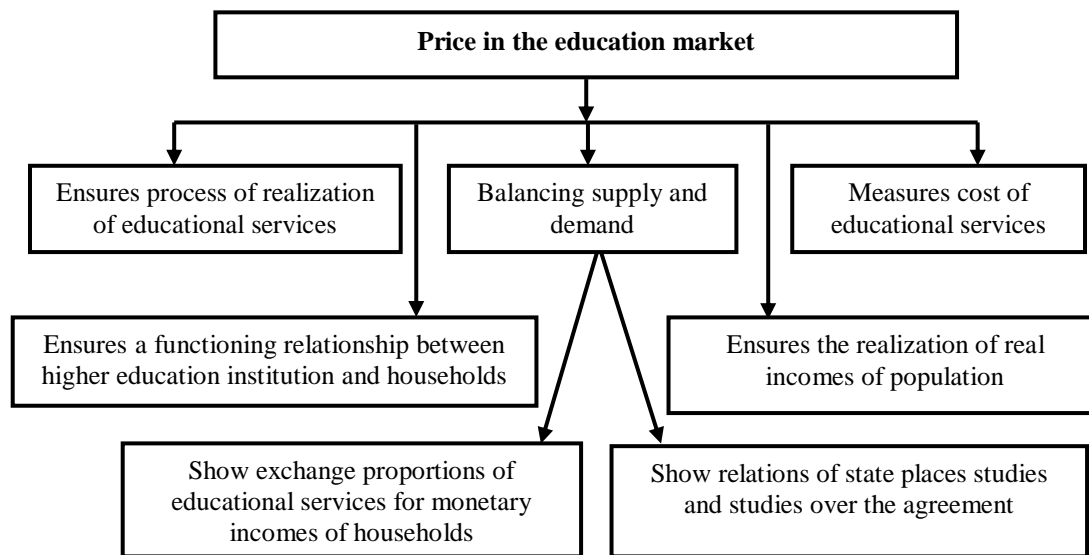 Price in the education market
Ensures process of realization
of educational services
Balancing supply and
demand
Measures cost of
educational services
Ensures a functioning relationship between
higher education institution and households
Ensures the realization of real
incomes of population
Show exchange proportions of
educational services for monetary
incomes of households
Show relations of state places studies
and studies over the agreement